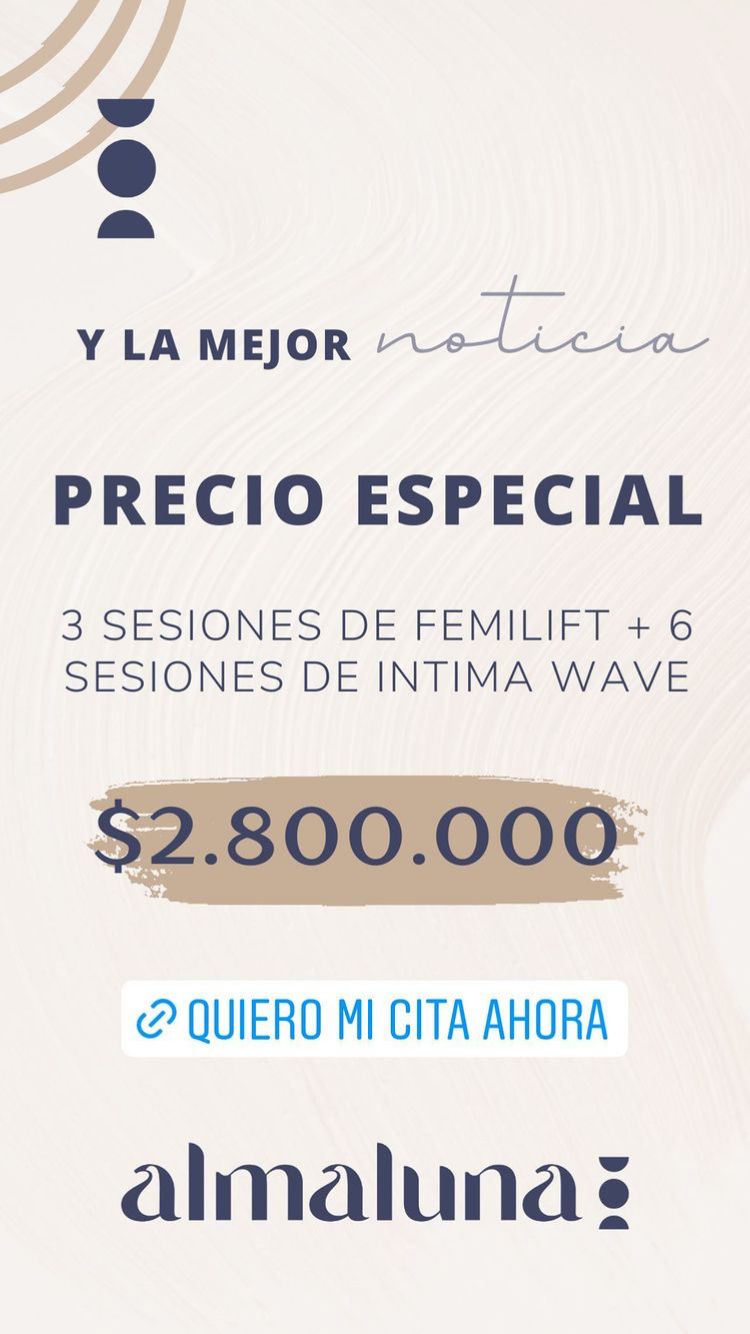 Y LA MEJOR noticia
PRECIO ESPECIAL
3 SESIONES DE FEMILIFT + 6
SESIONES DE INTIMA WAVE
$2.800.000
QUIERO MI CITA AHORA
almaluna